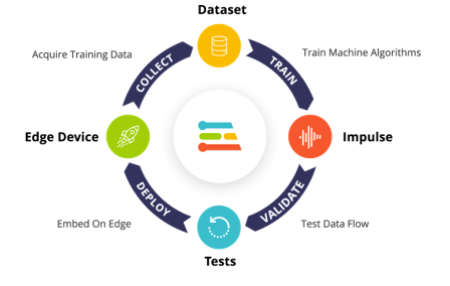 Dataset
Acquire Training Data
Train Machine Algorithms
COLLECT
TRAIN
Edge Device
Impulse
DEPLOY
VALIDATE
Embed On Edge
Test Data Flow
Tests